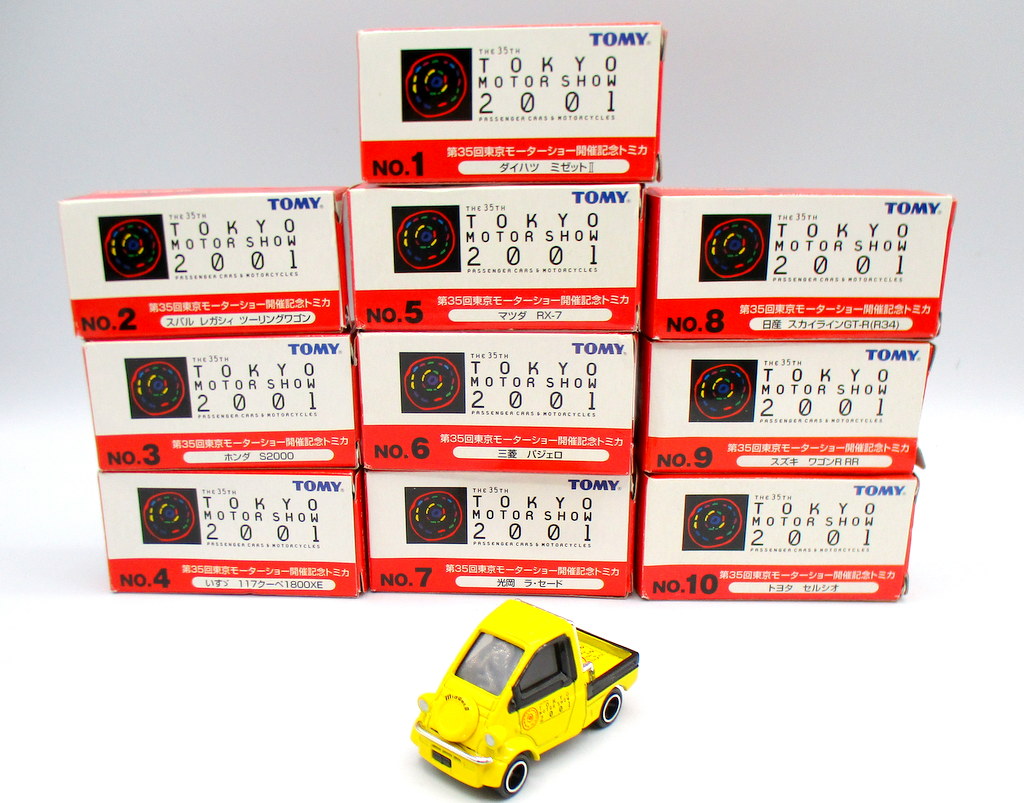 TOMY
THE 35TH
TOKYO
MOTOR SHOW
2001
PASSENGER CARS & MOTORCYCLES
第35回東京モーターショー開催記念トミカ
NO.1
ダイハツ ミゼットⅡ
TOMY
THE 35TH
TOKYO
MOTOR SHOW
2001
PASSENGER CARS & MOTORCYCLES
第35回東京モーターショー開催記念トミカ
NO.2
スバル レガシィ ツーリングワゴン
TOMY
THE 35TH
TOKYO
MOTOR SHOW
2001
PASSENGER CARS & MOTORCYCLES
第35回東京モーターショー開催記念トミカ
NO.5
マツダ RX-7
TOMY
THE 35TH
TOKYO
MOTOR SHOW
2001
PASSENGER CARS & MOTORCYCLES
第35回東京モーターショー開催記念トミカ
NO.8
日産 スカイラインGT-R(R34)
TOMY
THE 35TH
TOKYO
MOTOR SHOW
2001
PASSENGER CARS & MOTORCYCLES
第35回東京モーターショー開催記念トミカ
NO.3
ホンダ S2000
TOMY
THE 35TH
TOKYO
MOTOR SHOW
2001
PASSENGER CARS & MOTORCYCLES
第35回東京モーターショー開催記念トミカ
NO.6
三菱 パジェロ
TOMY
THE 35TH
TOKYO
MOTOR SHOW
2001
PASSENGER CARS & MOTORCYCLES
第35回東京モーターショー開催記念トミカ
NO.9
スズキ ワゴンR RR
TOMY
THE 35TH
TOKYO
MOTOR SHOW
2001
PASSENGER CARS & MOTORCYCLES
第35回東京モーターショー開催記念トミカ
NO.4
いすゞ 117クーペ1800XE
TOMY
THE 35TH
TOKYO
MOTOR SHOW
2001
PASSENGER CARS & MOTORCYCLES
第35回東京モーターショー開催記念トミカ
NO.7
光岡 ラ・セード
TOMY
THE 35TH
TOKYO
MOTOR SHOW
2001
PASSENGER CARS & MOTORCYCLES
第35回東京モーターショー開催記念トミカ
NO.10
トヨタ セルシオ
TOKYO
MOTOR SHOW
2001